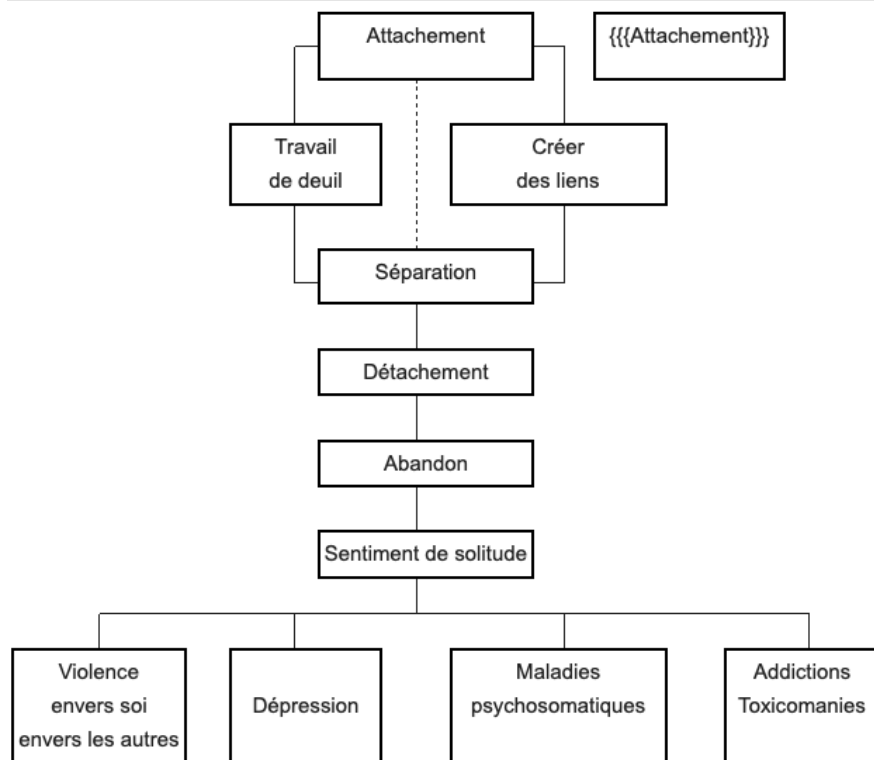 Attachement
{{{Attachement}}}
Travail
de deuil
Créer
des liens
Séparation
Détachement
Abandon
Sentiment de solitude
Violence
envers soi
envers les autres
Dépression
Maladies
psychosomatiques
Addictions
Toxicomanies